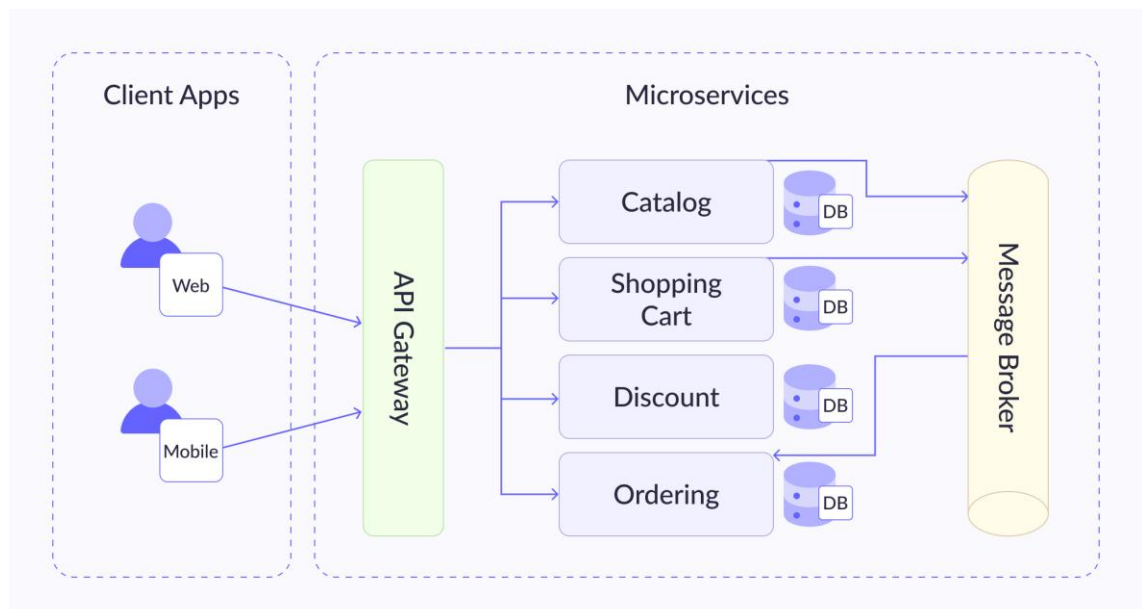 Client Apps
Microservices
Web
Mobile
API Gateway
Catalog
DB
Shopping
Cart
DB
Discount
DB
Ordering
DB
Message Broker